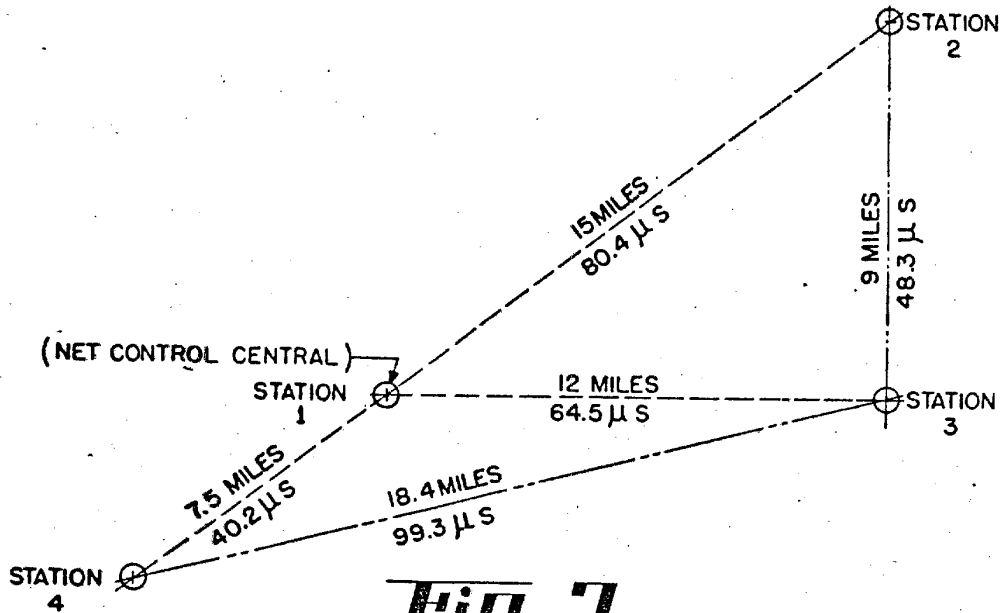 STATION
2
15 MILES
80.4 μS
9 MILES
48.3 μS
(NET CONTROL CENTRAL)
STATION
1
12 MILES
64.5 μS
STATION
3
7.5 MILES
40.2 μS
18.4 MILES
99.3 μS
STATION
4
Fig 7